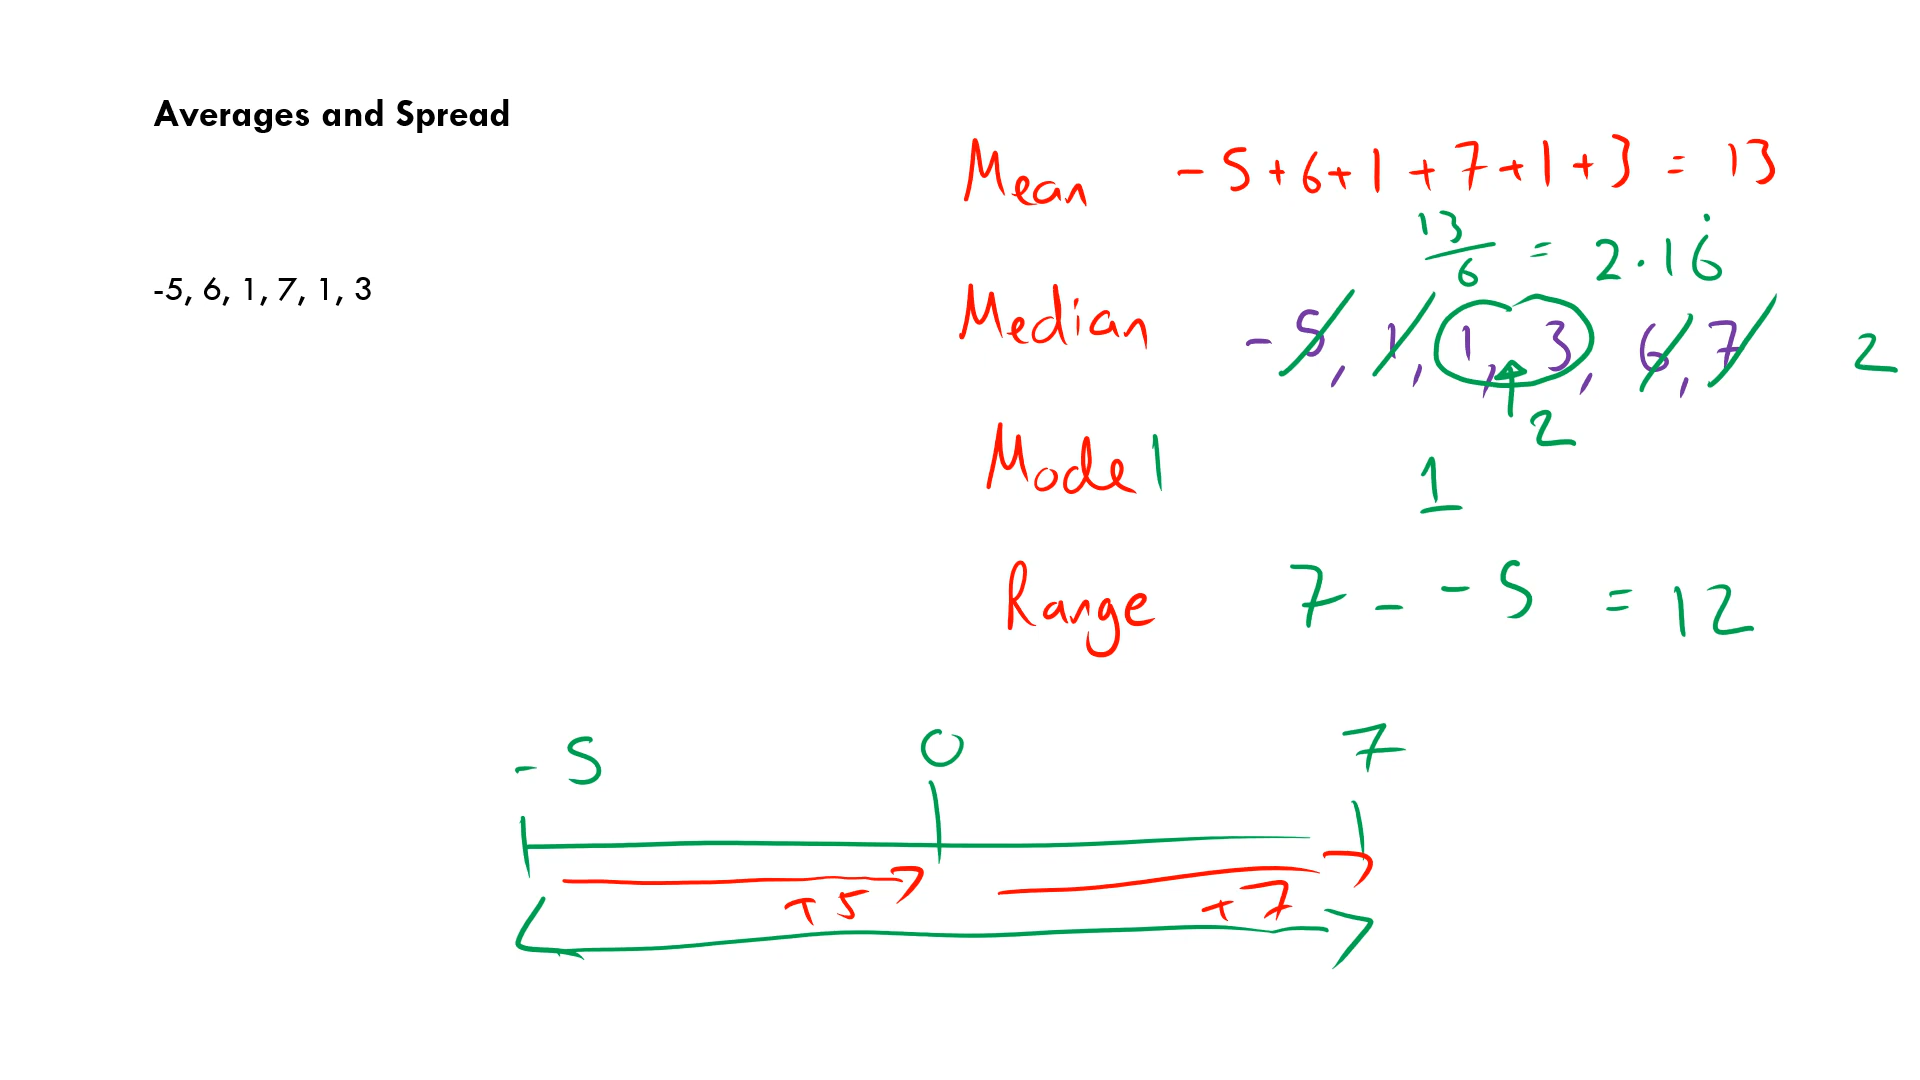 Averages and Spread
-5, 6, 1, 7, 1, 3
Mean -5+6+1+7+1+3 = 13
13/6 = 2.16̇
Median -5, 1, 1, 3, 6, 7 2
2
Mode 1
1
Range 7 - -5 = 12
-5 0 7
+5 +7